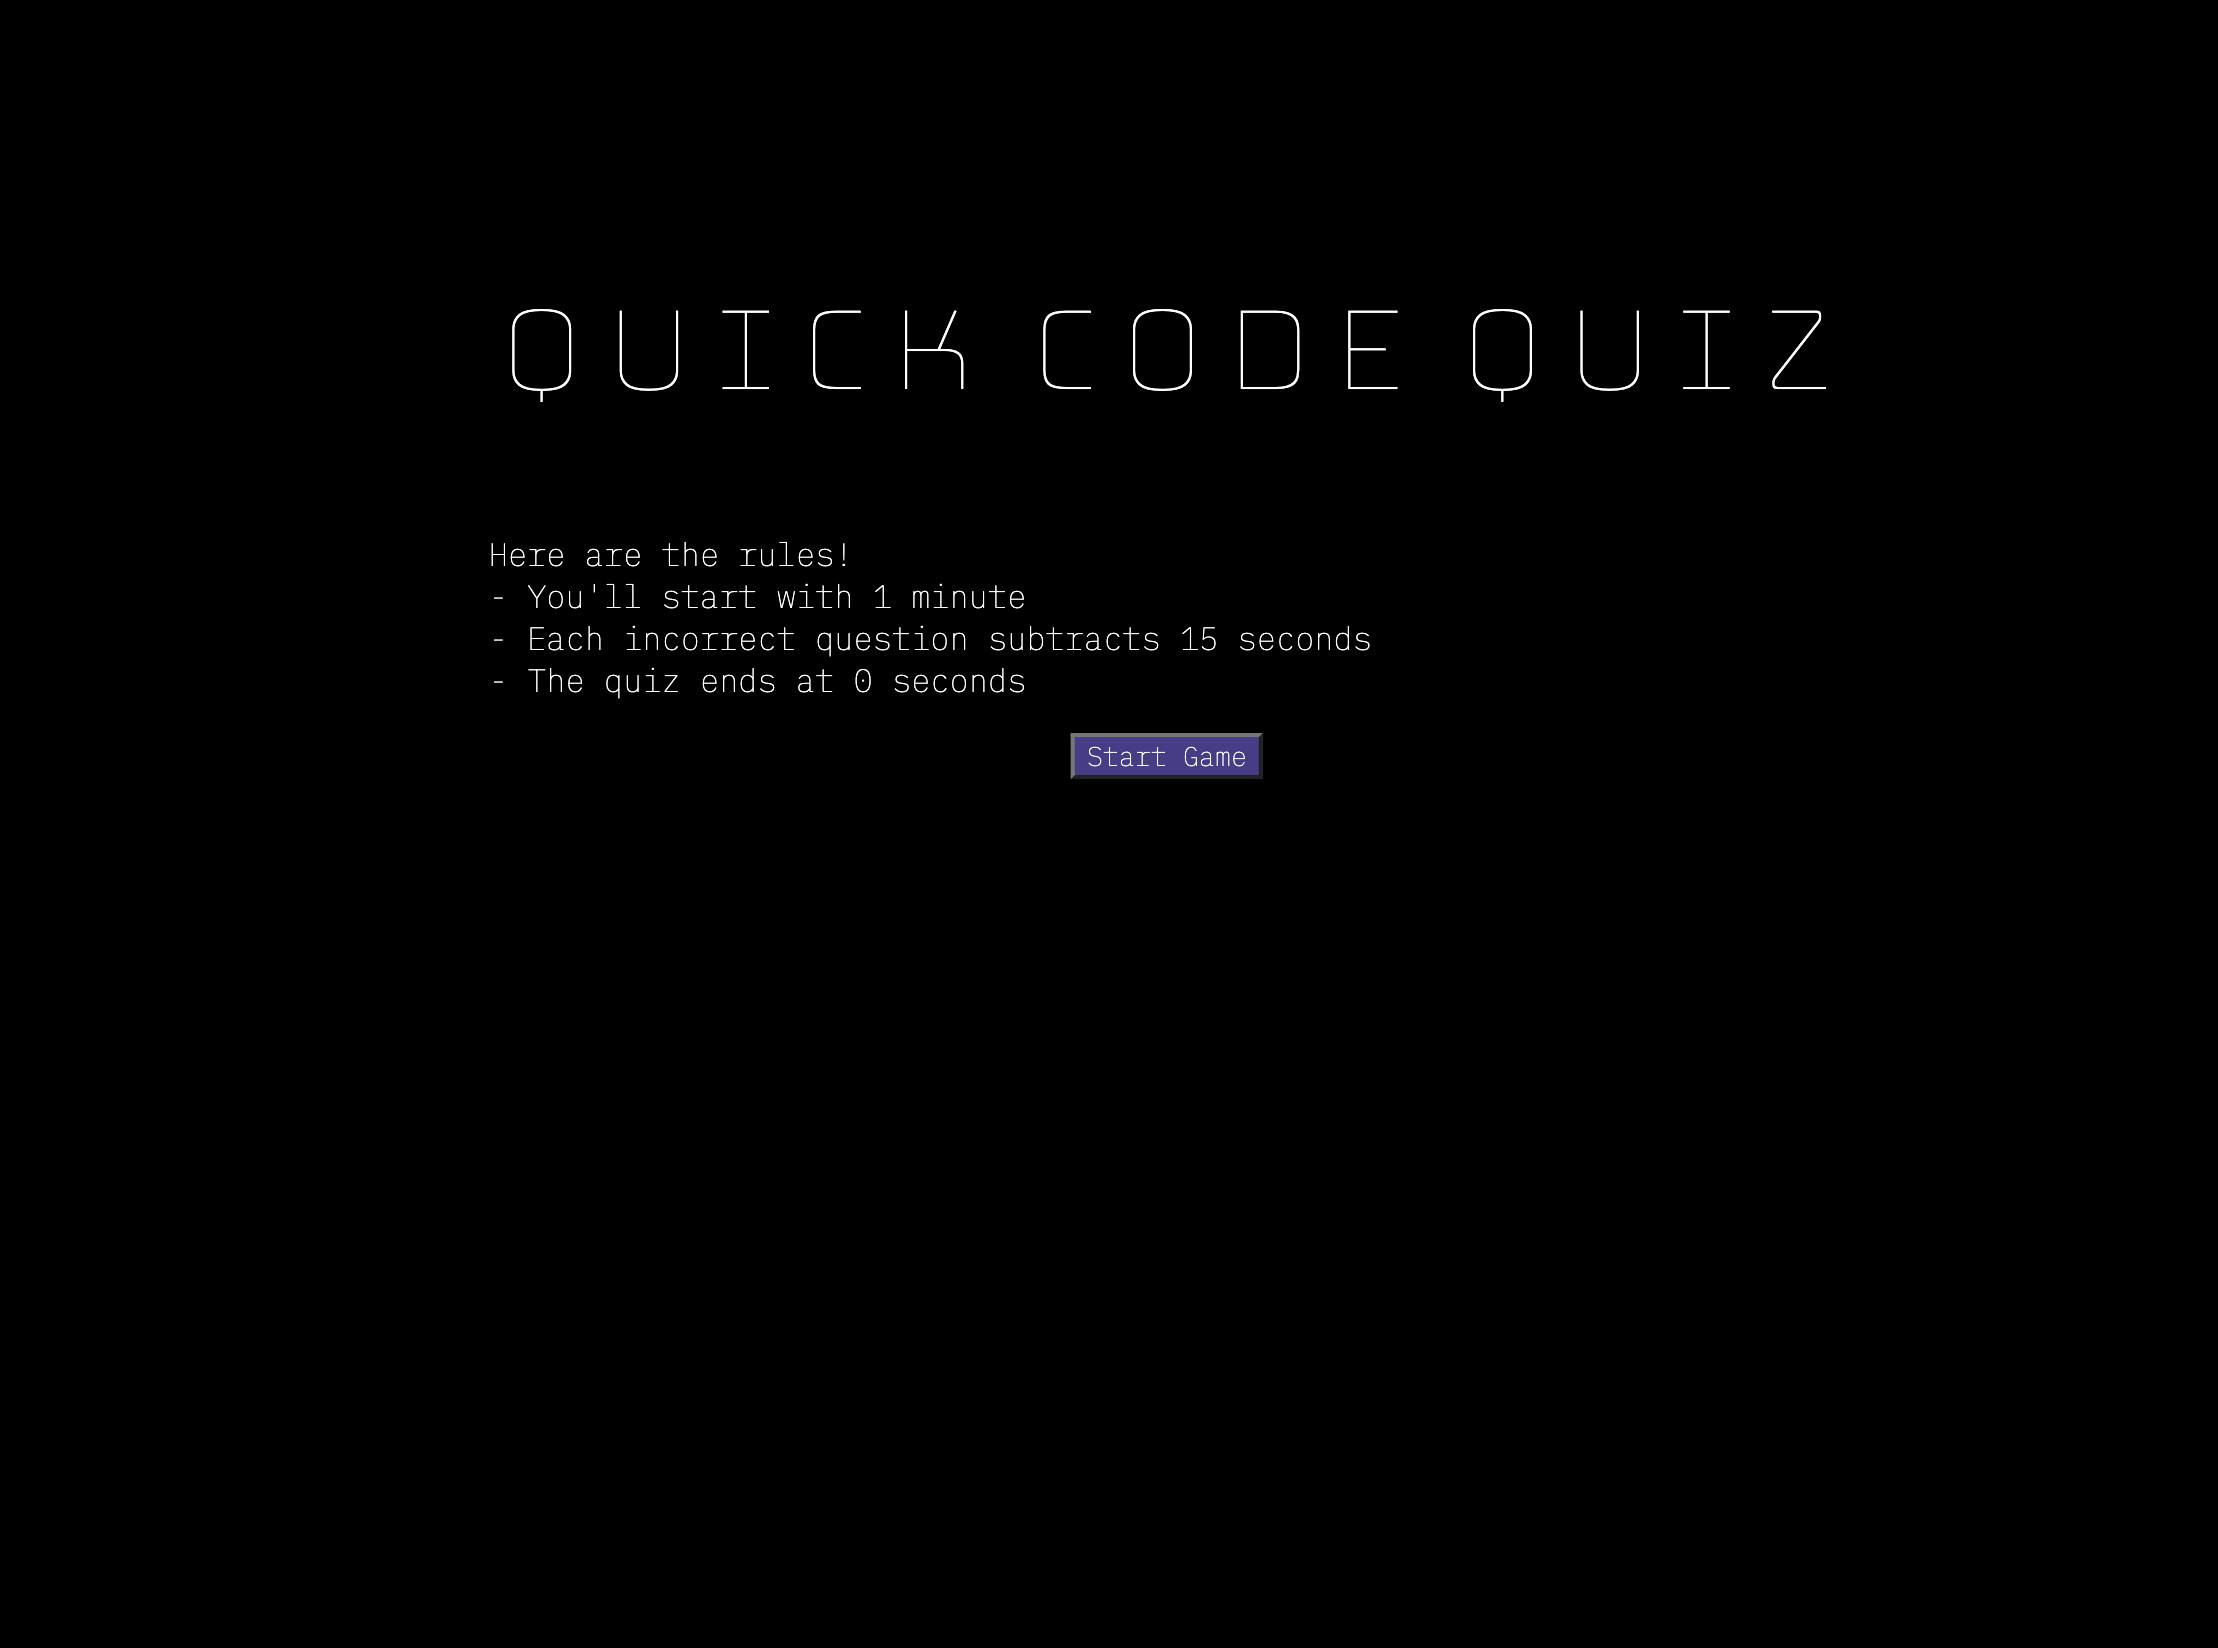 QUICK CODE QUIZ
Here are the rules!
- You'll start with 1 minute
- Each incorrect question subtracts 15 seconds
- The quiz ends at 0 seconds
Start Game